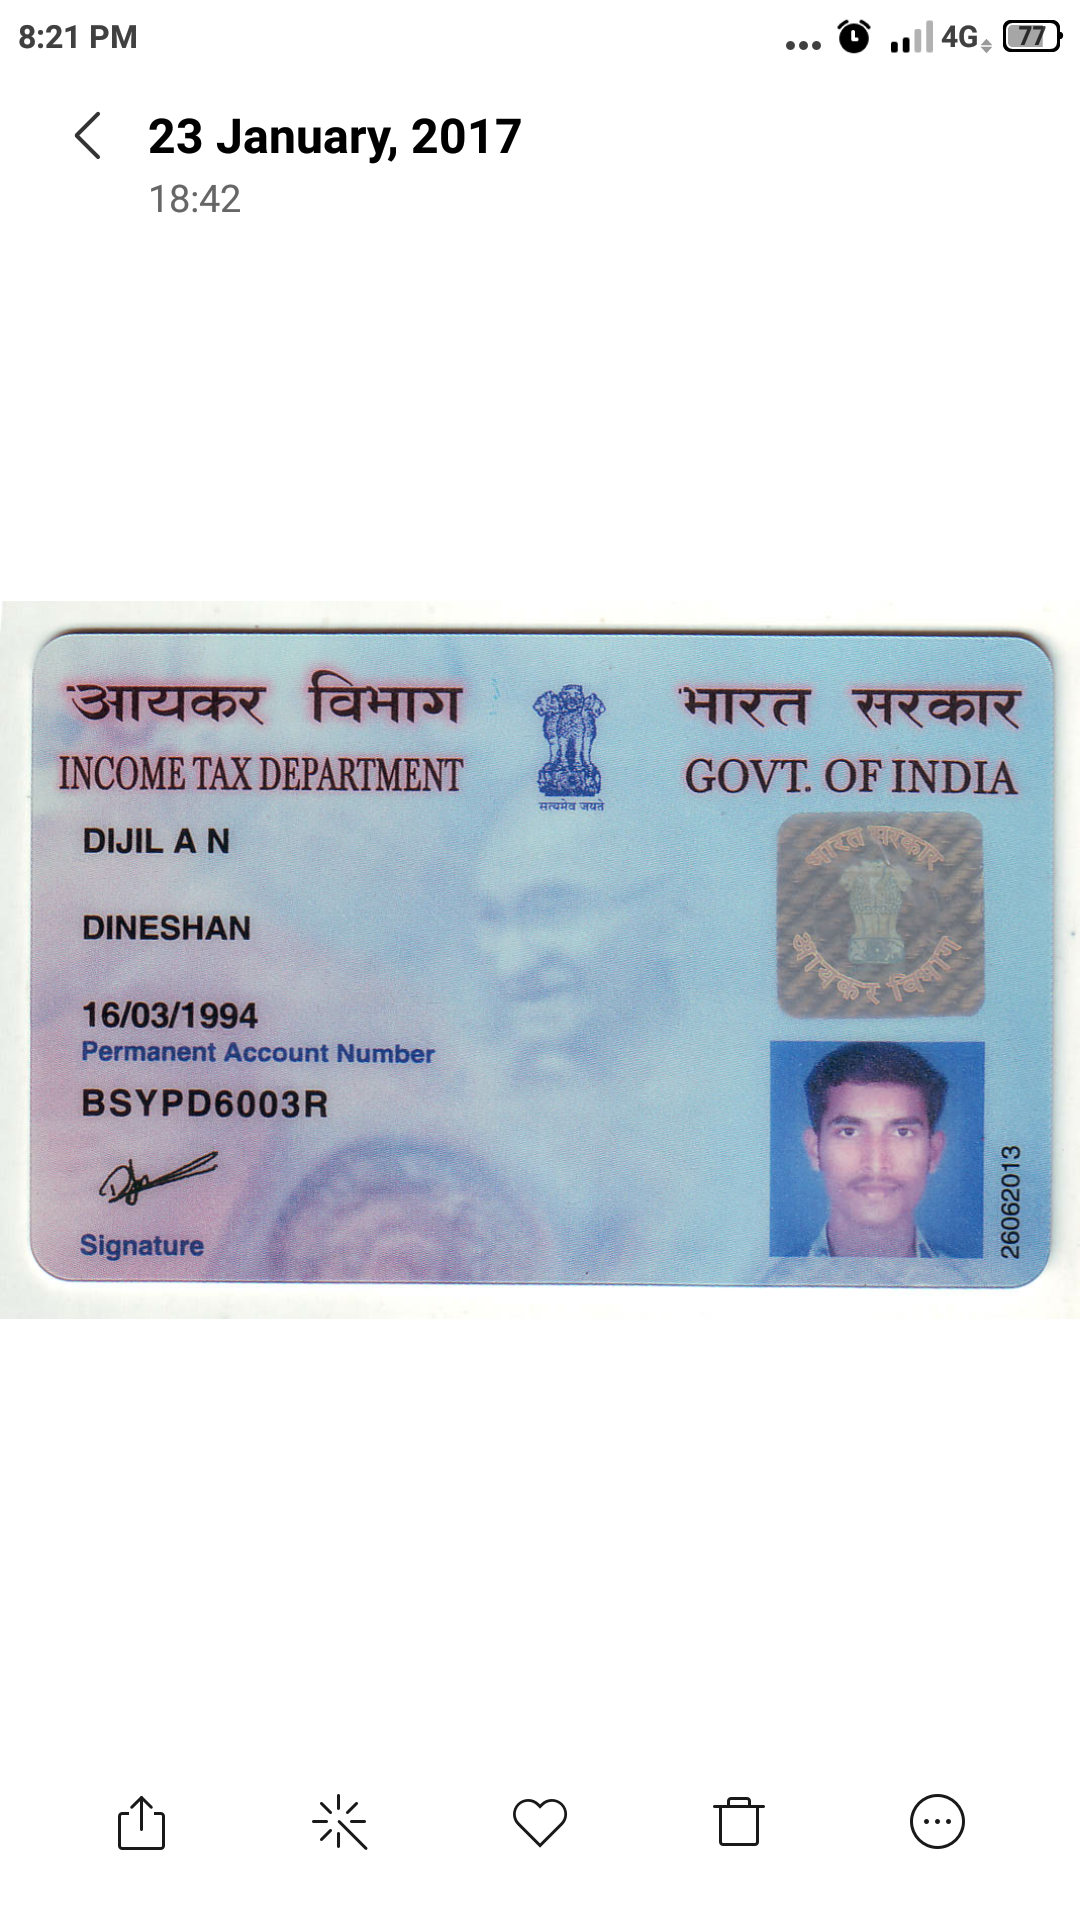 8:21 PM
4G
77
23 January, 2017
18:42
आयकर विभाग
भारत सरकार
INCOME TAX DEPARTMENT
GOVT. OF INDIA
सत्यमेव जयते
DIJIL A N
भारत सरकार
आयकर विभाग
DINESHAN
16/03/1994
Permanent Account Number
BSYPD6003R
26062013
Signature